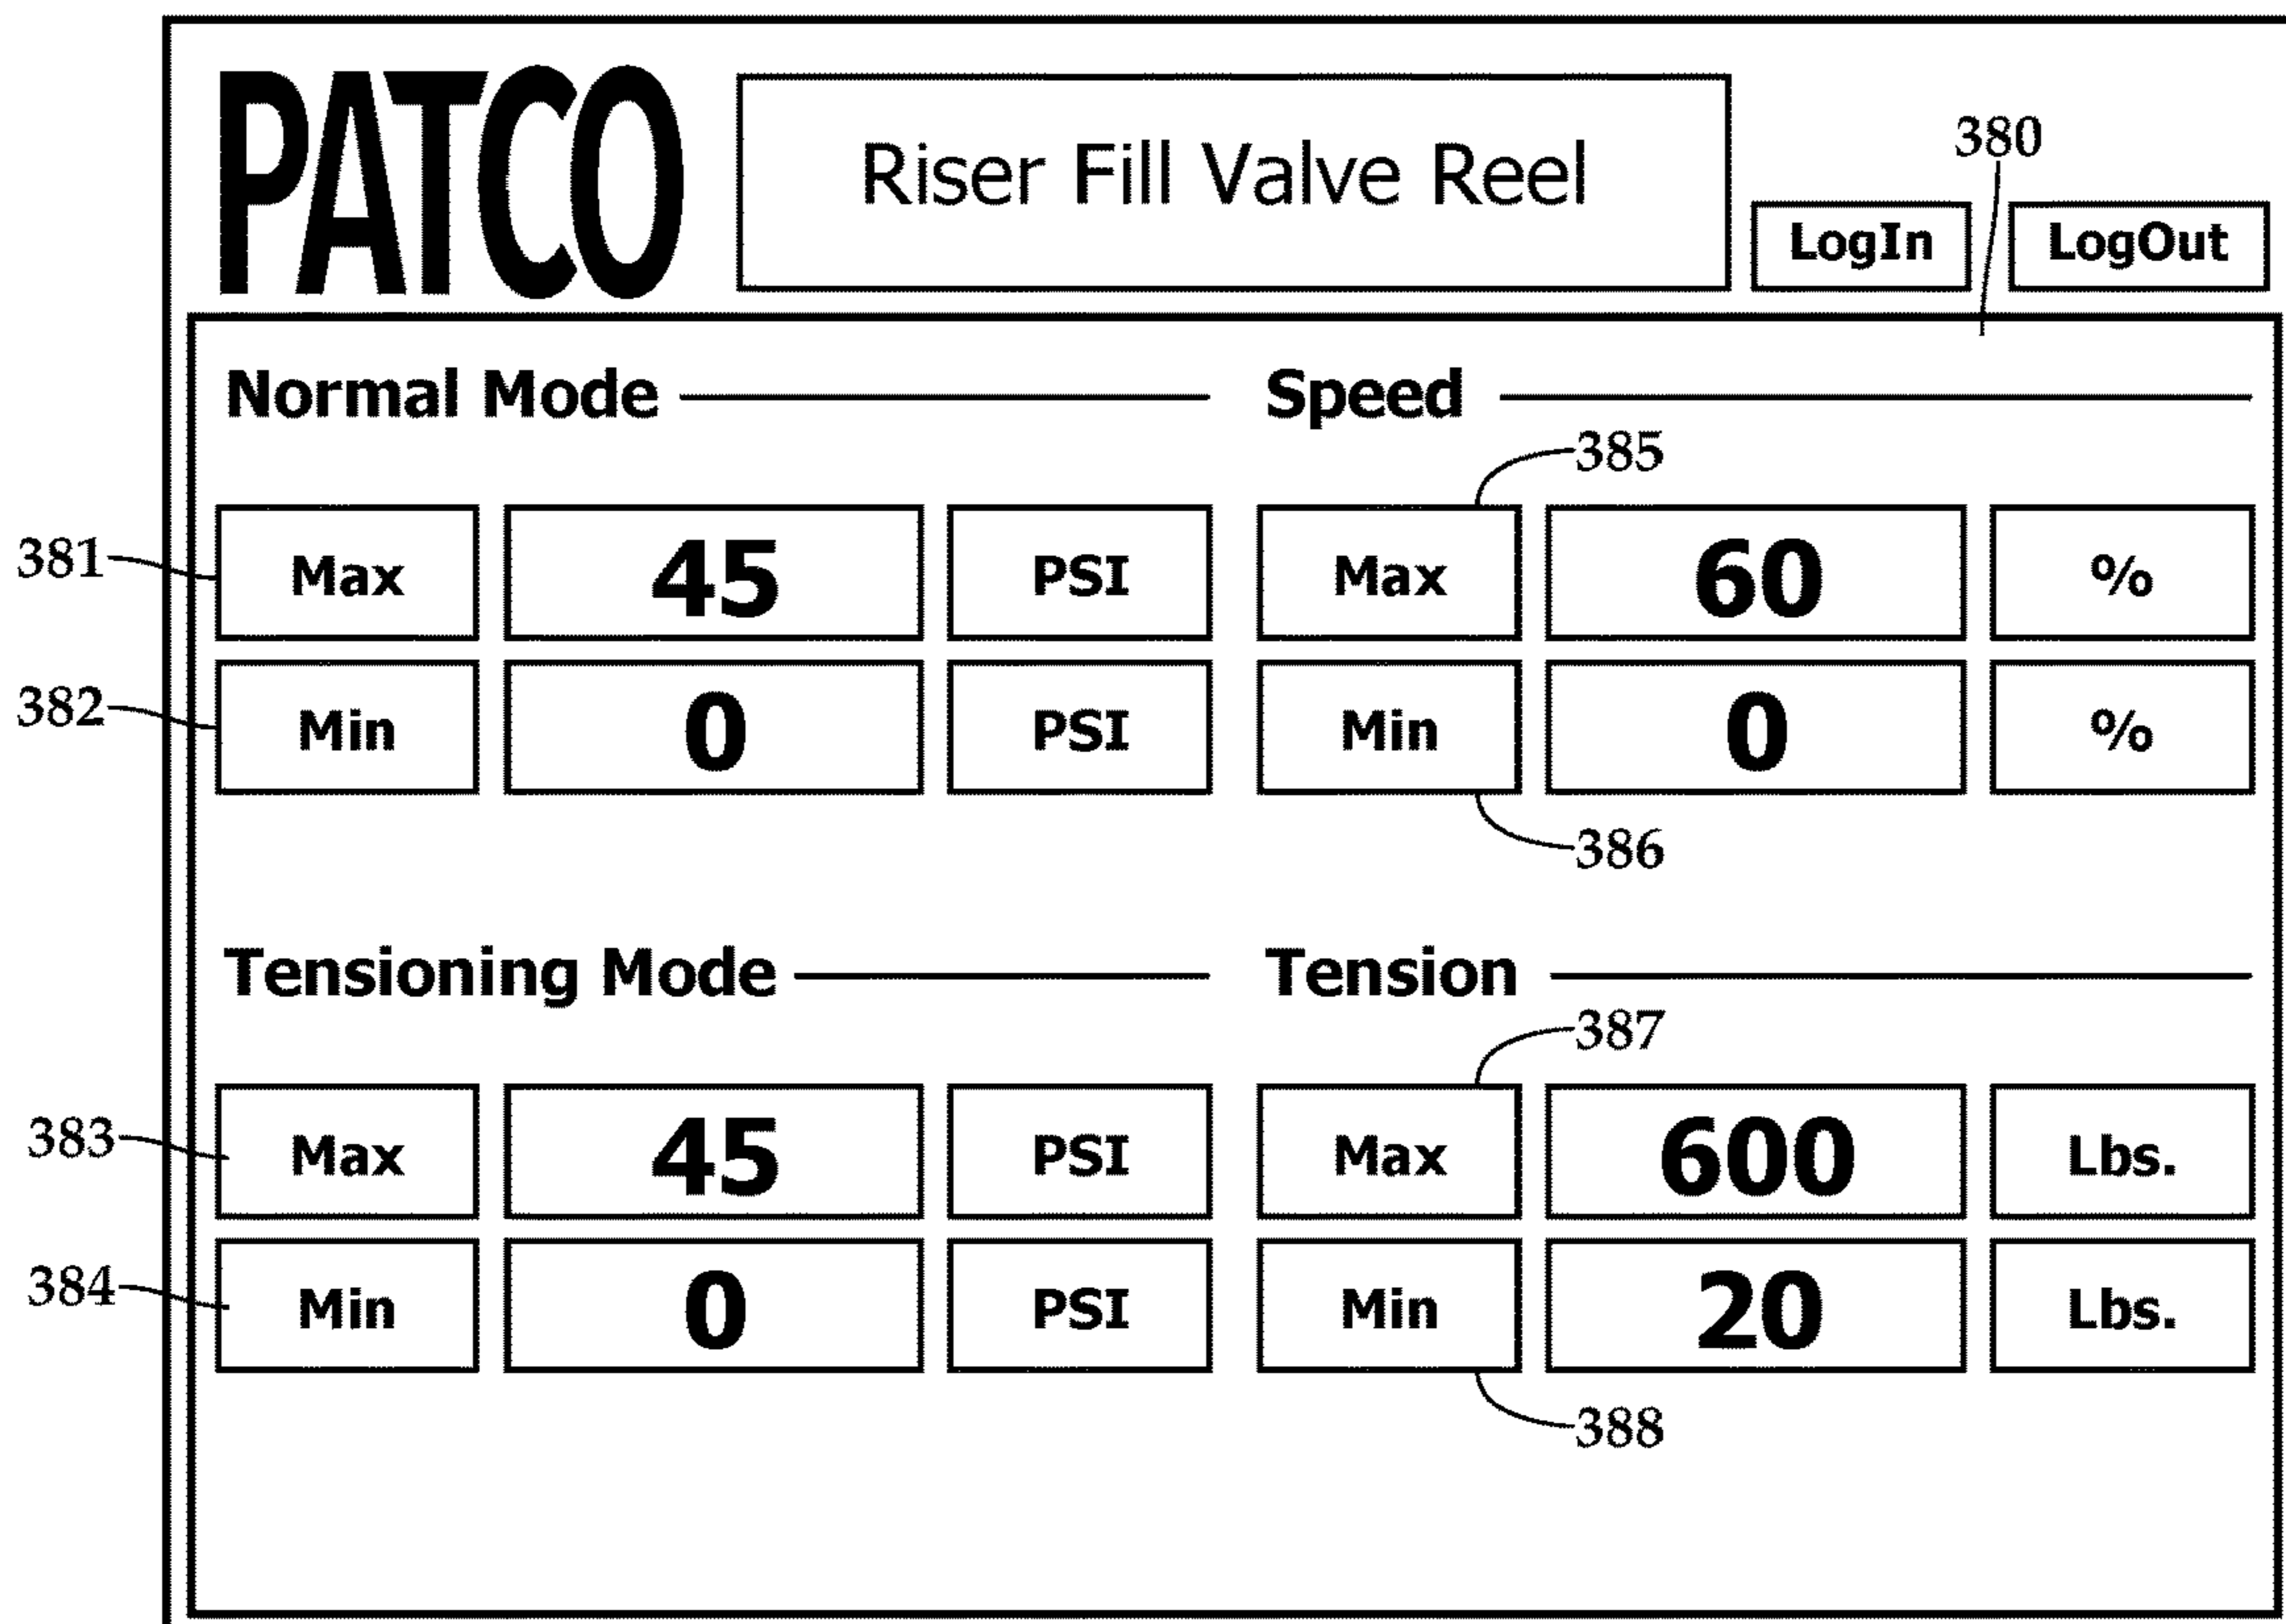 PATCO
Riser Fill Valve Reel
380
LogIn LogOut
Normal Mode Speed
385
381 Max 45 PSI Max 60 %
382 Min 0 PSI Min 0 %
386
Tensioning Mode Tension
387
383 Max 45 PSI Max 600 Lbs.
384 Min 0 PSI Min 20 Lbs.
388